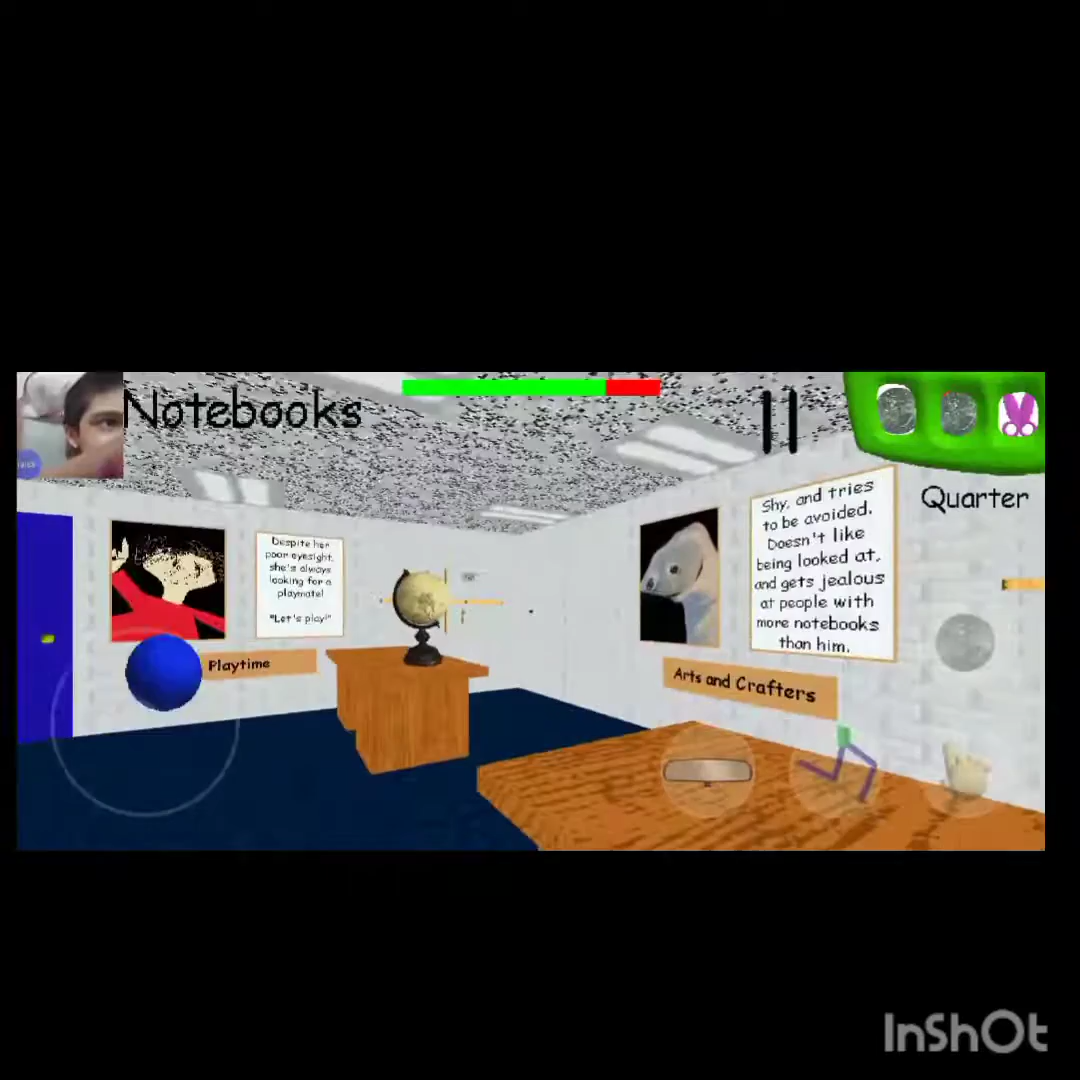 Notebooks
Quarter
Despite her
poor eyesight,
she's always
looking for a
playmate!
"Let's play!"
Playtime
Shy, and tries
to be avoided.
Doesn't like
being looked at,
and gets jealous
at people with
more notebooks
than him.
Arts and Crafters
InShOt